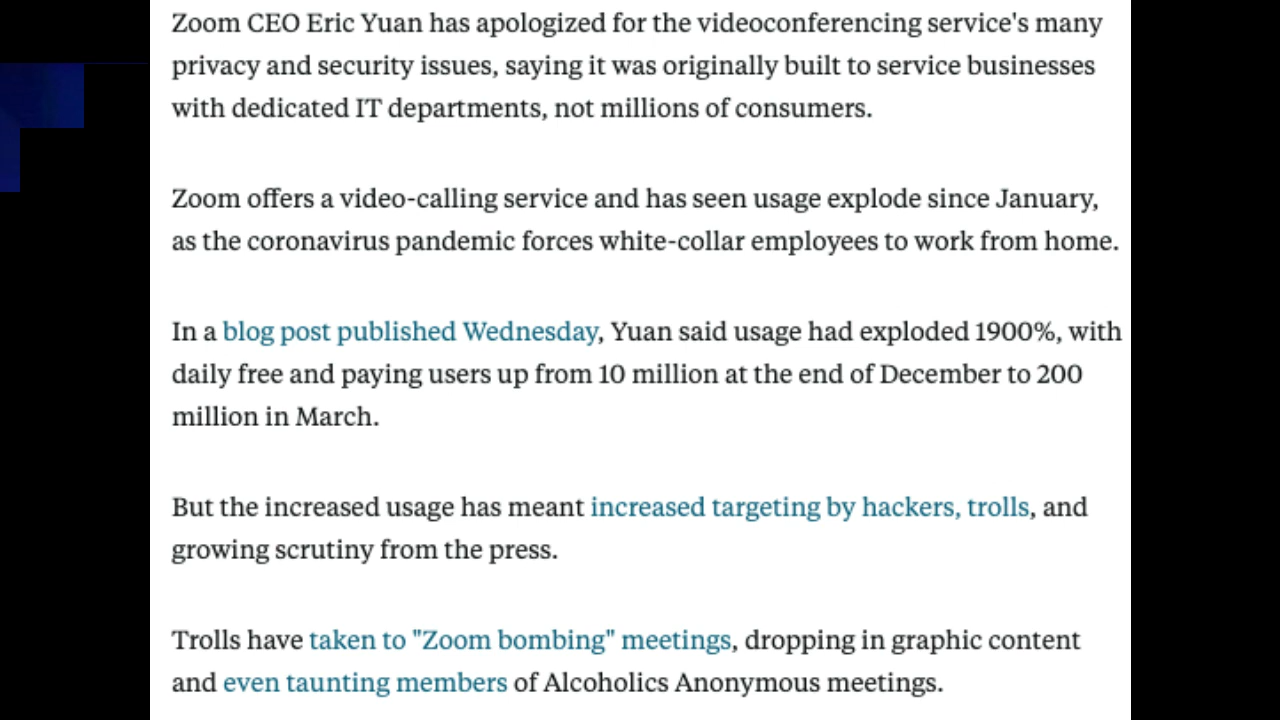 Zoom CEO Eric Yuan has apologized for the videoconferencing service's many
privacy and security issues, saying it was originally built to service businesses
with dedicated IT departments, not millions of consumers.
Zoom offers a video-calling service and has seen usage explode since January,
as the coronavirus pandemic forces white-collar employees to work from home.
In a blog post published Wednesday, Yuan said usage had exploded 1900%, with
daily free and paying users up from 10 million at the end of December to 200
million in March.
But the increased usage has meant increased targeting by hackers, trolls, and
growing scrutiny from the press.
Trolls have taken to "Zoom bombing" meetings, dropping in graphic content
and even taunting members of Alcoholics Anonymous meetings.